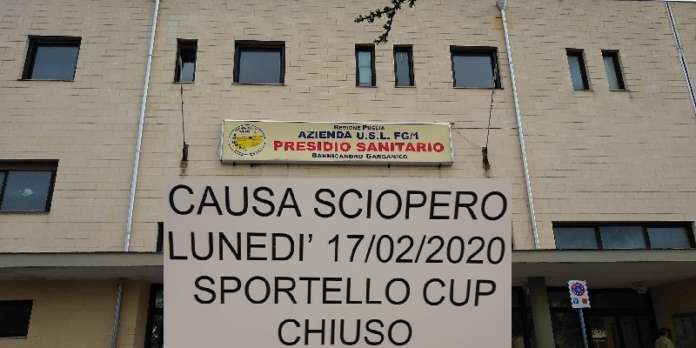 REGIONE PUGLIA
AZIENDA U.S.L. FG/1
PRESIDIO SANITARIO
SANNICANDRO GARGANICO
CAUSA SCIOPERO
LUNEDI’ 17/02/2020
SPORTELLO CUP
CHIUSO